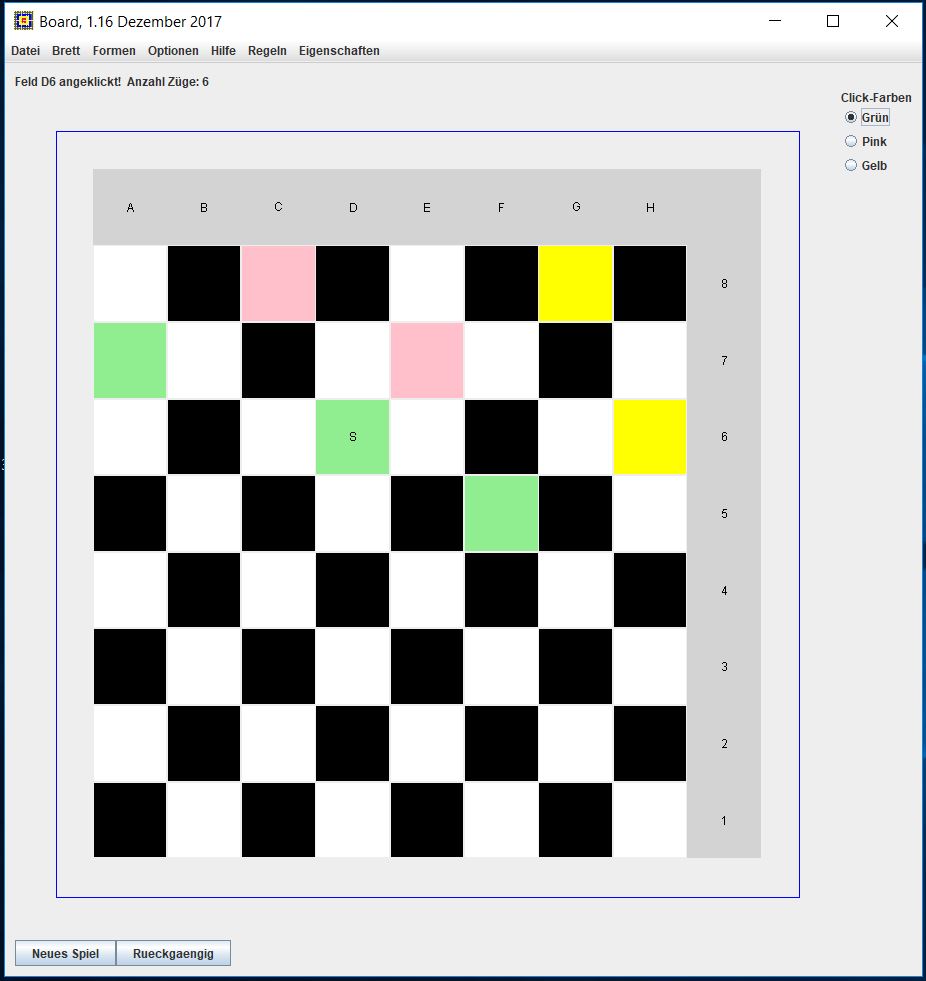 Board, 1.16 Dezember 2017
Datei Brett Formen Optionen Hilfe Regeln Eigenschaften
Feld D6 angeklickt! Anzahl Züge: 6
Click-Farben
Grün
Pink
Gelb
A B C D E F G H
8
7
S 6
5
4
3
2
1
Neues Spiel Rueckgaengig